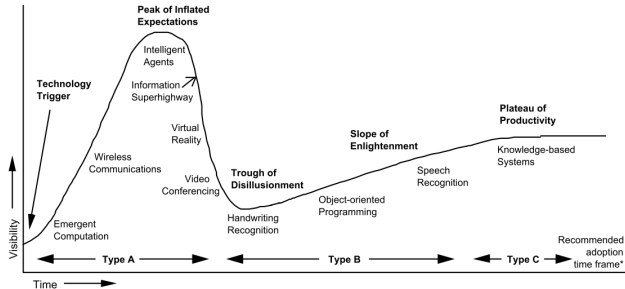 Peak of Inflated
Expectations
Intelligent
Agents
Technology
Trigger
Information
Superhighway
Plateau of
Productivity
Virtual
Reality
Slope of
Enlightenment
Knowledge-based
Systems
Wireless
Communications
Trough of
Disillusionment
Speech
Recognition
Video
Conferencing
Object-oriented
Programming
Handwriting
Recognition
Emergent
Computation
Visibility
Type A
Type B
Type C
Recommended
adoption
time frame*
Time